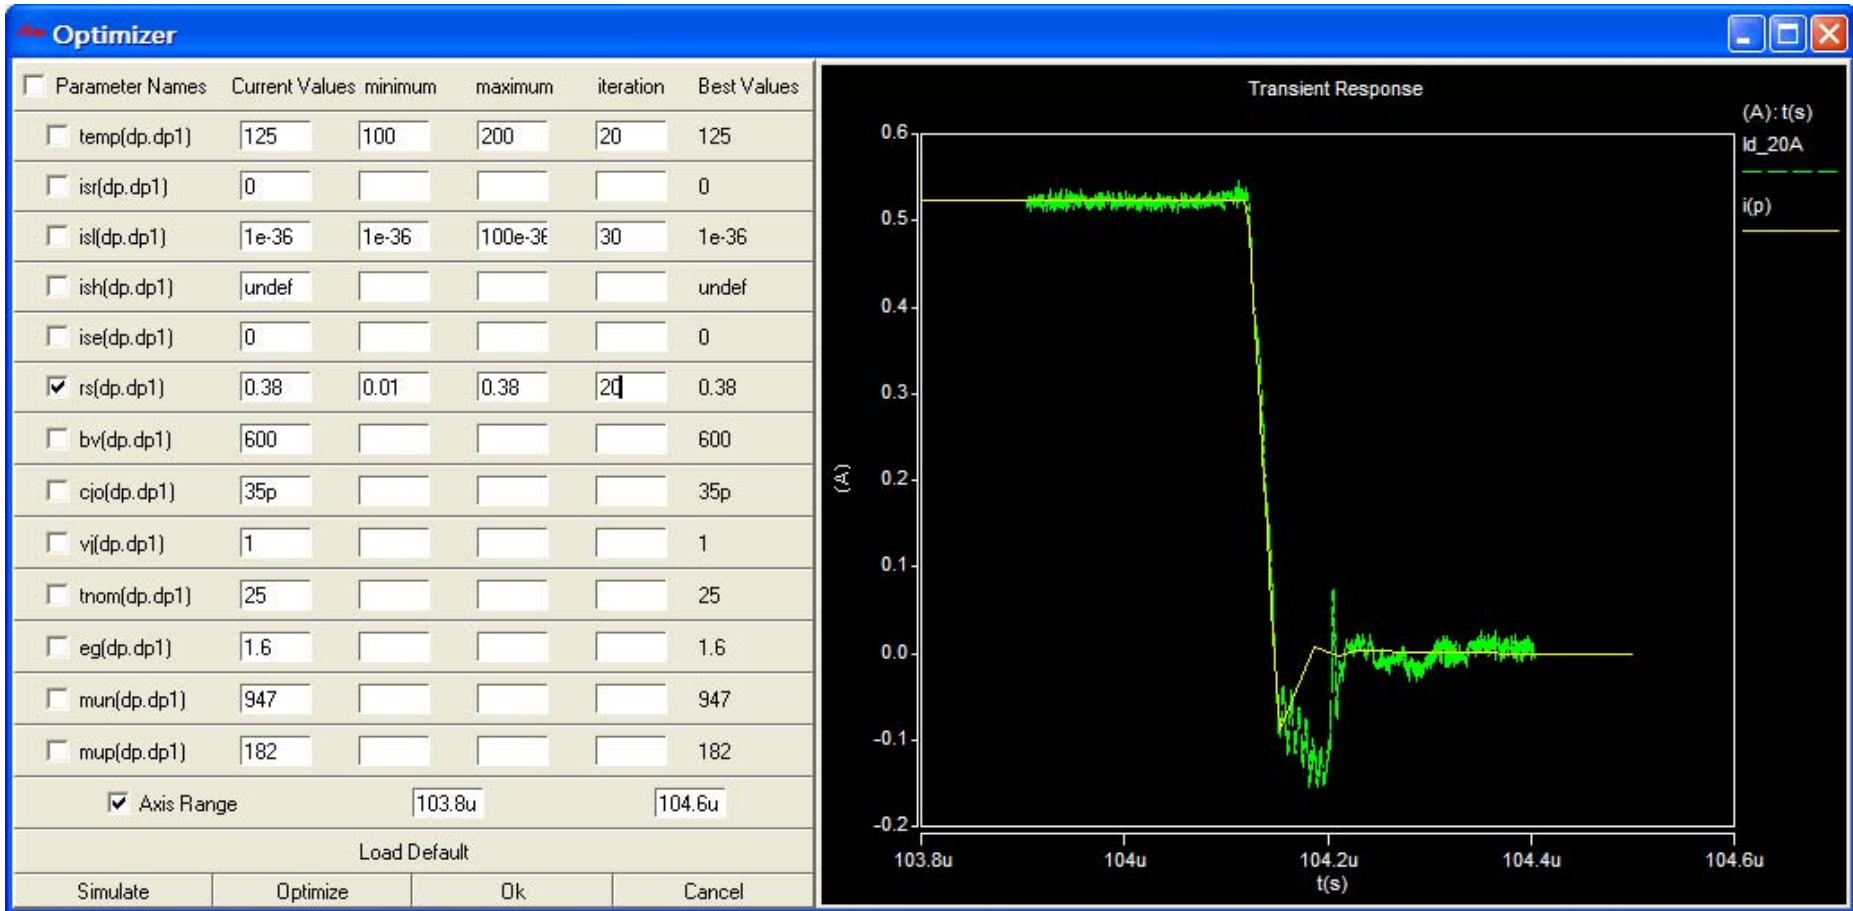 Optimizer
Parameter Names Current Values minimum maximum iteration Best Values
temp(dp.dp1) 125 100 200 20 125
isr(dp.dp1) 0 0
isl(dp.dp1) 1e-36 1e-36 100e-36 30 1e-36
ish(dp.dp1) undef undef
ise(dp.dp1) 0 0
rs(dp.dp1) 0.38 0.01 0.38 20 0.38
bv(dp.dp1) 600 600
cjo(dp.dp1) 35p 35p
vj(dp.dp1) 1 1
tnom(dp.dp1) 25 25
eg(dp.dp1) 1.6 1.6
mun(dp.dp1) 947 947
mup(dp.dp1) 182 182
Axis Range 103.8u 104.6u
Load Default
Simulate Optimize Ok Cancel
Transient Response
(A): t(s)
Id_20A
i(p)
0.6
0.5
0.4
0.3
0.2
0.1
0.0
-0.1
-0.2
(A)
103.8u 104u 104.2u 104.4u 104.6u
t(s)